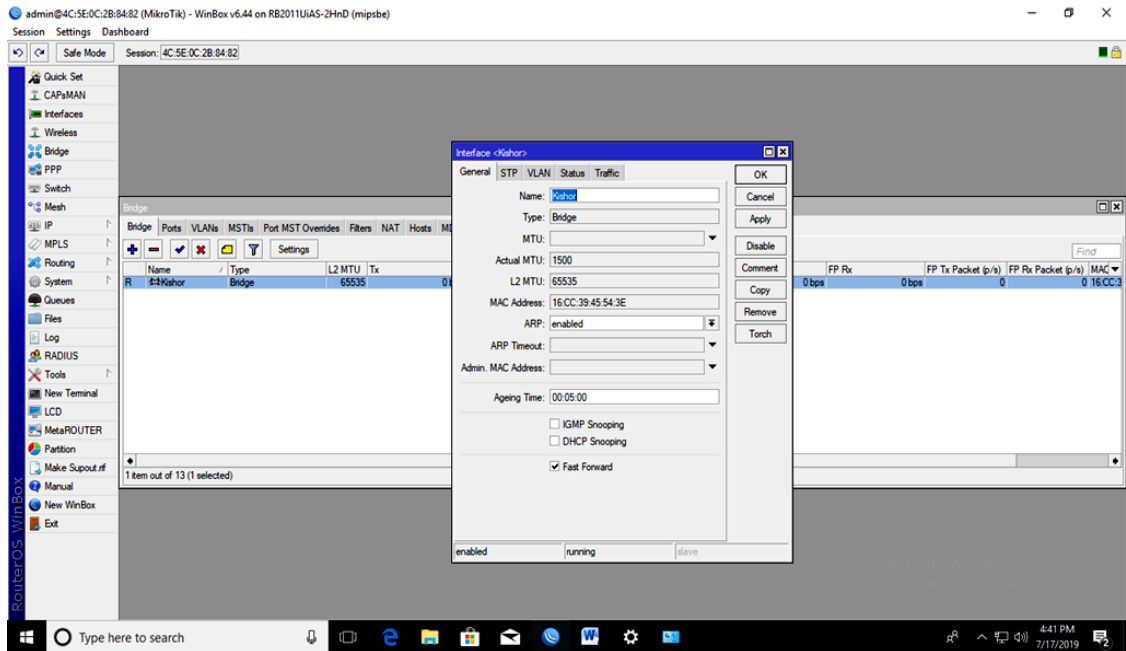 admin@4C:5E:0C:2B:84:82 (MikroTik) - WinBox v6.44 on RB2011UiAS-2HnD (mipsbe)
Session Settings Dashboard
Safe Mode Session: 4C:5E:0C:2B:84:82
Quick Set
CAPsMAN
Interfaces
Wireless
Bridge
PPP
Switch
Mesh
IP
MPLS
Routing
System
Queues
Files
Log
RADIUS
Tools
New Terminal
LCD
MetaROUTER
Partition
Make Supout.rif
Manual
New WinBox
Exit
RouterOS WinBox
Bridge
Bridge Ports VLANs MSTIs Port MST Overrides Filters NAT Hosts
Settings
Find
Name Type L2 MTU Tx FP Rx FP Tx Packet (p/s) FP Rx Packet (p/s) MAC
R Kishor Bridge 65535 0 bps 0 bps 0 0 16:CC:3
1 item out of 13 (1 selected)
Interface <Kishor>
General STP VLAN Status Traffic
Name: Kishor
Type: Bridge
MTU:
Actual MTU: 1500
L2 MTU: 65535
MAC Address: 16:CC:39:45:54:3E
ARP: enabled
ARP Timeout:
Admin. MAC Address:
Ageing Time: 00:05:00
IGMP Snooping
DHCP Snooping
Fast Forward
OK
Cancel
Apply
Disable
Comment
Copy
Remove
Torch
enabled running slave
Activate Windows
Type here to search
4:41 PM
7/17/2019
2